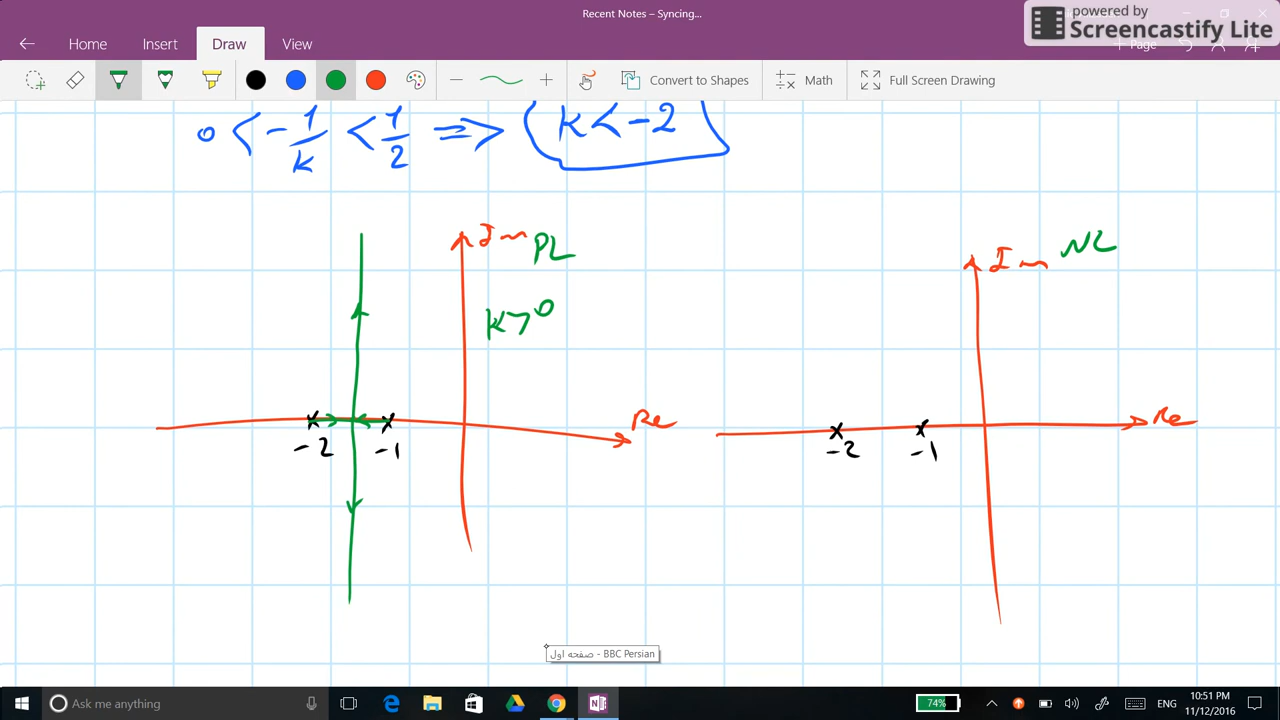 Recent Notes – Syncing...
powered by
Screencastify Lite
Home Insert Draw View
Page
Convert to Shapes Math Full Screen Drawing
0 < -1/k < 1/2 => k < -2
Im PL
Im NL
k>0
Re
Re
-2 -1
-2 -1
صفحه اول - BBC Persian
Ask me anything
74%
ENG
10:51 PM
11/12/2016